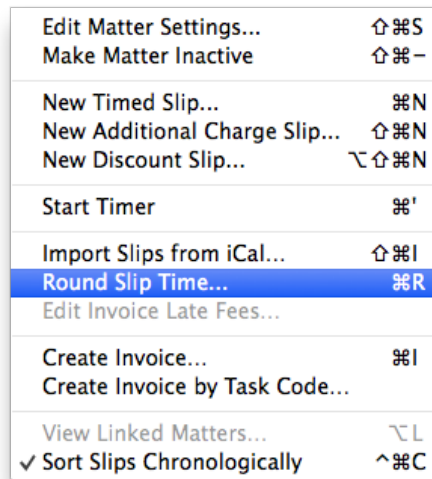 Edit Matter Settings... ⇧⌘S
Make Matter Inactive ⇧⌘–
New Timed Slip... ⌘N
New Additional Charge Slip... ⇧⌘N
New Discount Slip... ⌥⇧⌘N
Start Timer ⌘'
Import Slips from iCal... ⇧⌘I
Round Slip Time... ⌘R
Edit Invoice Late Fees...
Create Invoice... ⌘I
Create Invoice by Task Code...
View Linked Matters... ⌥L
✓ Sort Slips Chronologically ^⌘C